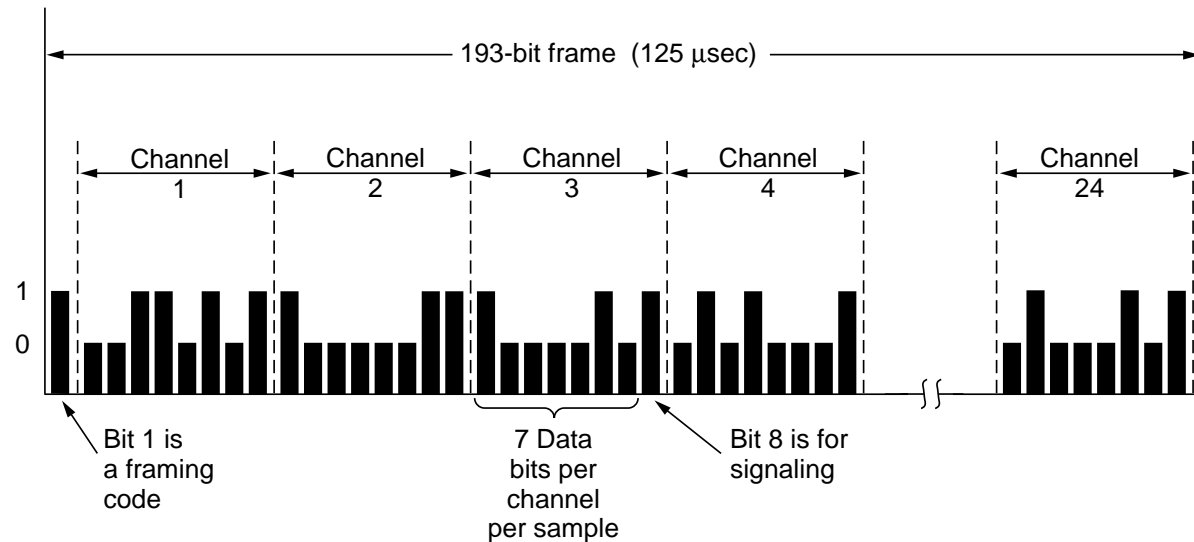 193-bit frame (125 μsec)
Channel
1
Channel
2
Channel
3
Channel
4
Channel
24
1
0
Bit 1 is
a framing
code
7 Data
bits per
channel
per sample
Bit 8 is for
signaling